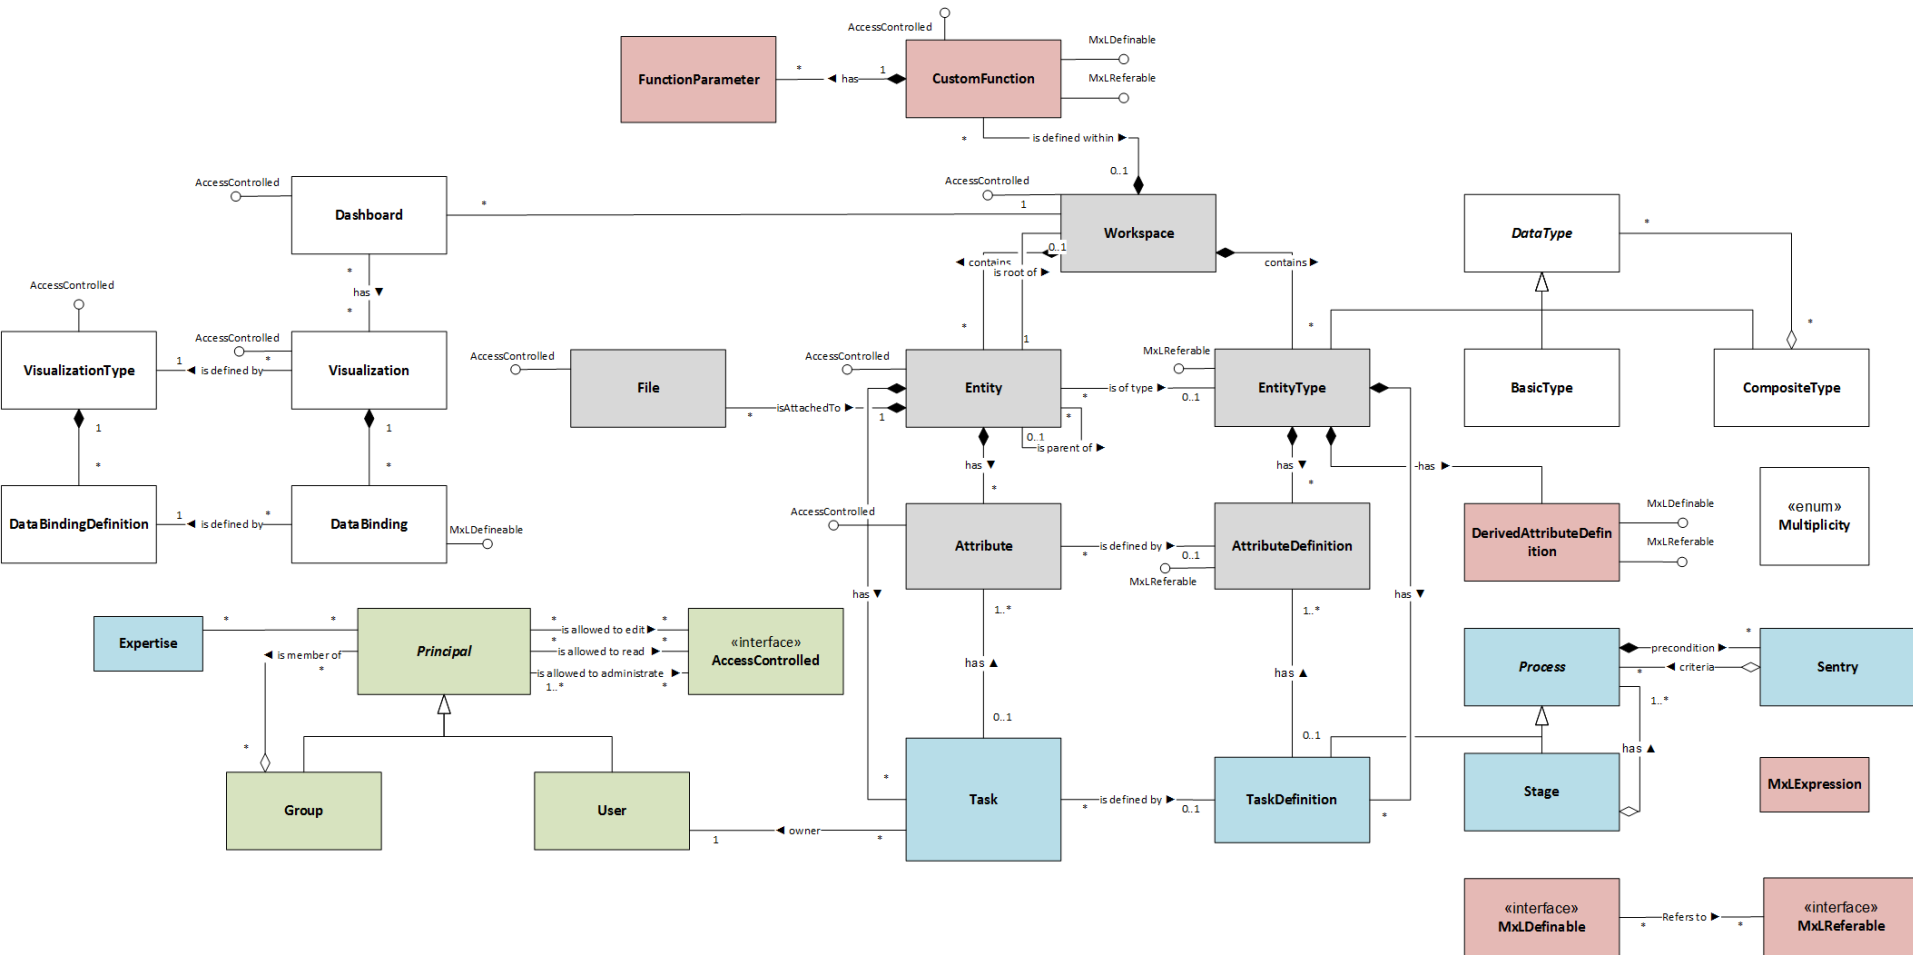 AccessControlled
MxLDefinable
FunctionParameter
*
◄ has
1
CustomFunction
MxLReferable
*
is defined within ►
0..1
AccessControlled
AccessControlled
Dashboard
*
1
Workspace
DataType
*
0..1
◄ contains
is root of ►
contains ►
*
has ▼
*
AccessControlled
*
1
*
*
AccessControlled
VisualizationType
1
◄ is defined by
*
Visualization
AccessControlled
File
AccessControlled
Entity
MxLReferable
EntityType
BasicType
CompositeType
is of type ►
*
0..1
*
isAttachedTo ►
1
*
0..1
is parent of ►
1
1
*
*
has ▼
*
has ▼
*
-has ►
DataBindingDefinition
1
◄ is defined by
*
DataBinding
MxLDefineable
AccessControlled
Attribute
is defined by ►
*
0..1
AttributeDefinition
MxLReferable
DerivedAttributeDefin
ition
MxLDefinable
MxLReferable
«enum»
Multiplicity
has ▼
has ▼
1..*
1..*
Expertise
*
*
Principal
◄ is member of
*
*
is allowed to edit ►
*
*
is allowed to read ►
*
is allowed to administrate ►
1..*
*
«interface»
AccessControlled
has ▲
has ▲
Process
precondition ►
*
◄ criteria
*
Sentry
1..*
0..1
0..1
*
has ▲
Group
User
*
Task
is defined by ►
*
0..1
TaskDefinition
*
Stage
MxLExpression
1
◄ owner
*
«interface»
MxLDefinable
Refers to ►
*
*
«interface»
MxLReferable